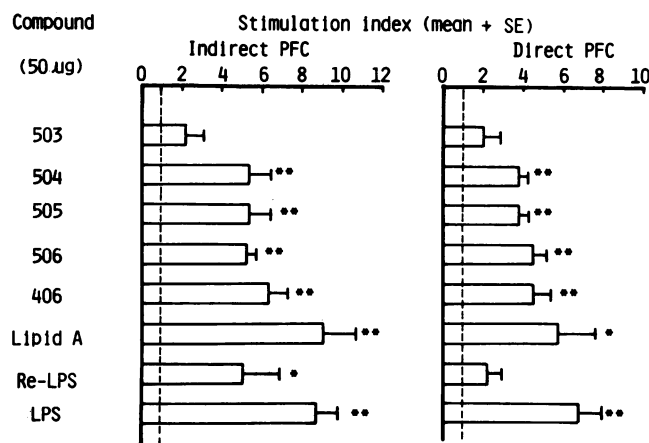 Compound Stimulation index (mean + SE)
Indirect PFC Direct PFC
(50 μg)
0 2 4 6 8 10 12 0 2 4 6 8 10
503
504 ** **
505 ** **
506 ** **
406 ** **
Lipid A ** *
Re-LPS *
LPS ** **